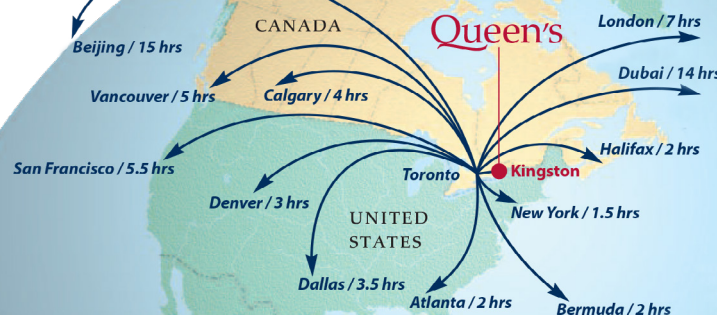 CANADA
Queen's
London / 7 hrs
Beijing / 15 hrs
Dubai / 14 hrs
Vancouver / 5 hrs
Calgary / 4 hrs
Halifax / 2 hrs
San Francisco / 5.5 hrs
Toronto
Kingston
Denver / 3 hrs
New York / 1.5 hrs
UNITED
STATES
Dallas / 3.5 hrs
Atlanta / 2 hrs
Bermuda / 2 hrs